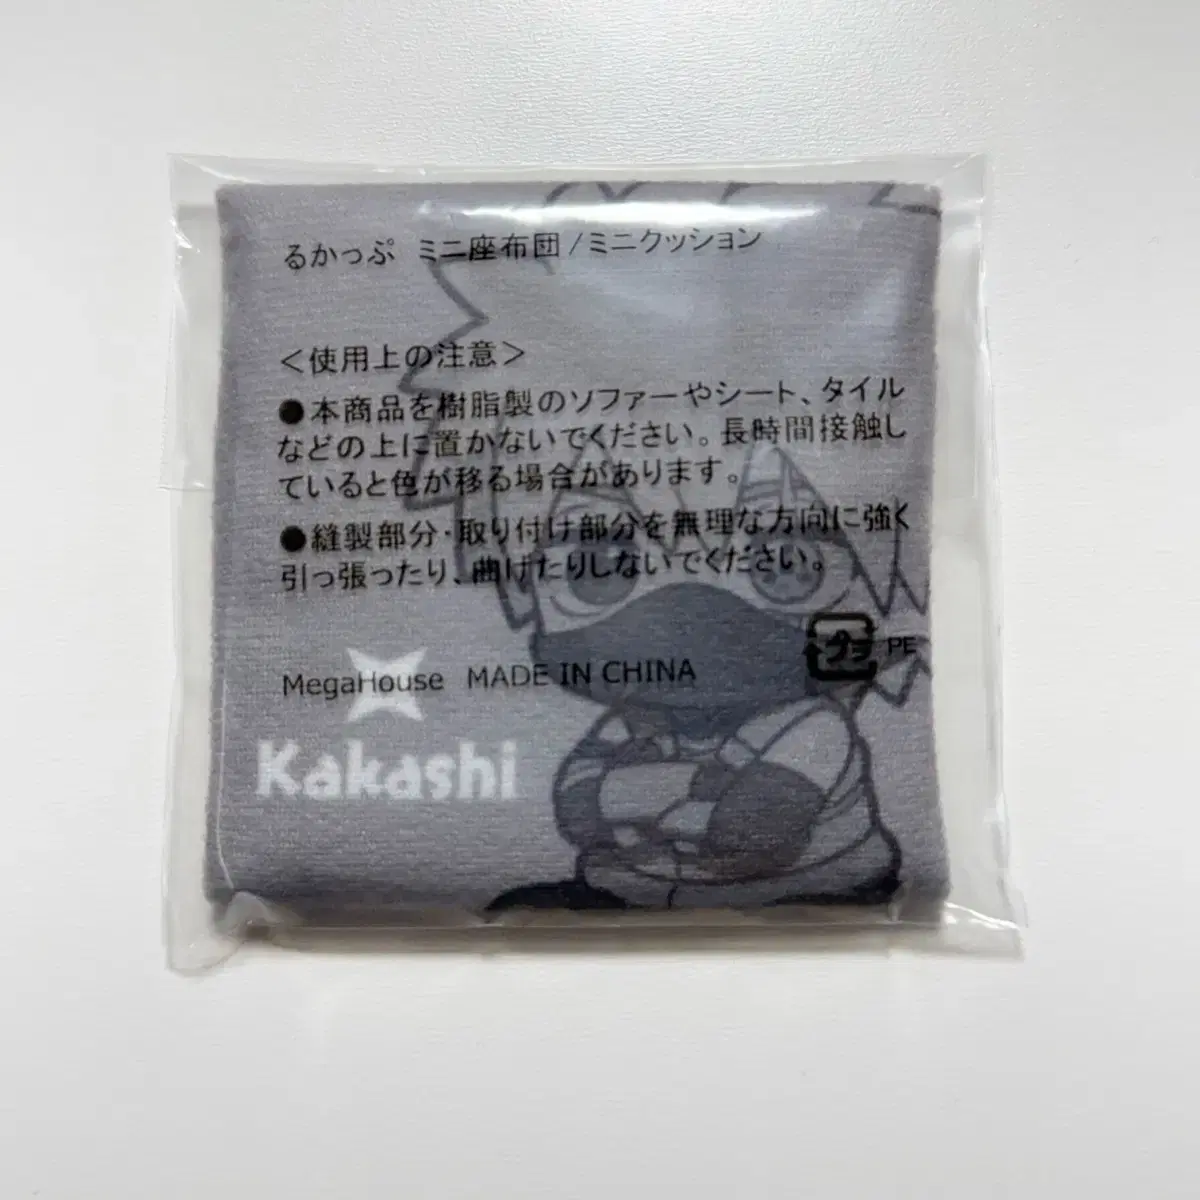 るかっぷ ミニ座布団/ミニクッション
＜使用上の注意＞
●本商品を樹脂製のソファーやシート、タイル
などの上に置かないでください。長時間接触し
ていると色が移る場合があります。
●縫製部分・取り付け部分を無理な方向に強く
引っ張ったり、曲げたりしないでください。
プラ PE
MegaHouse MADE IN CHINA
Kakashi